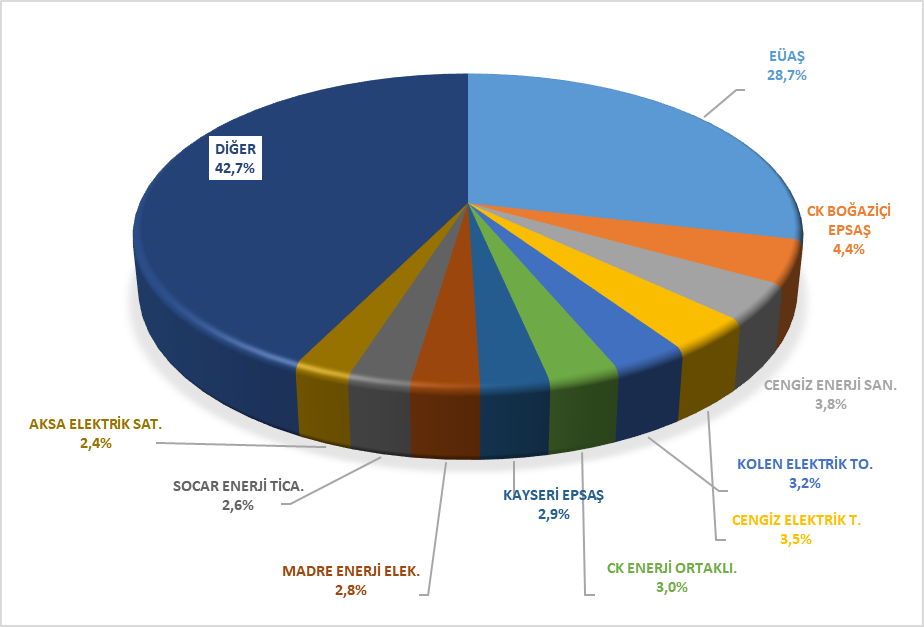 EÜAŞ
28,7%
DİĞER
42,7%
CK BOĞAZİÇİ
EPSAŞ
4,4%
CENGİZ ENERJİ SAN.
3,8%
AKSA ELEKTRİK SAT.
2,4%
KOLEN ELEKTRİK TO.
3,2%
SOCAR ENERJİ TİCA.
2,6%
KAYSERİ EPSAŞ
2,9%
CENGİZ ELEKTRİK T.
3,5%
MADRE ENERJİ ELEK.
2,8%
CK ENERJİ ORTAKLI.
3,0%